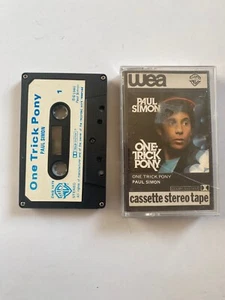 One Trick Pony
PAUL SIMON
1
wea
PAUL
SIMON
ONE
TRICK
PONY
ONE TRICK PONY
PAUL SIMON
cassette stereo tape